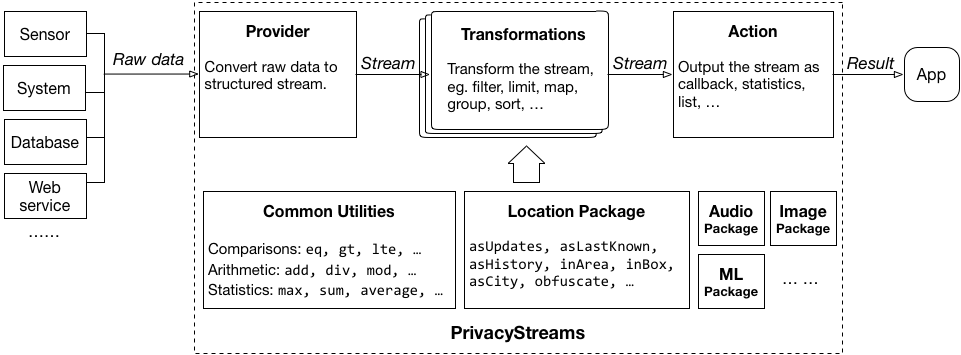 Sensor
System
Database
Web
service
……
Raw data
Provider
Convert raw data to
structured stream.
Stream
Transformations
Transform the stream,
eg. filter, limit, map,
group, sort, …
Stream
Action
Output the stream as
callback, statistics,
list, …
Result
App
Common Utilities
Comparisons: eq, gt, lte, …
Arithmetic: add, div, mod, …
Statistics: max, sum, average, …
Location Package
asUpdates, asLastKnown,
asHistory, inArea, inBox,
asCity, obfuscate, …
Audio
Package
Image
Package
ML
Package
… …
PrivacyStreams